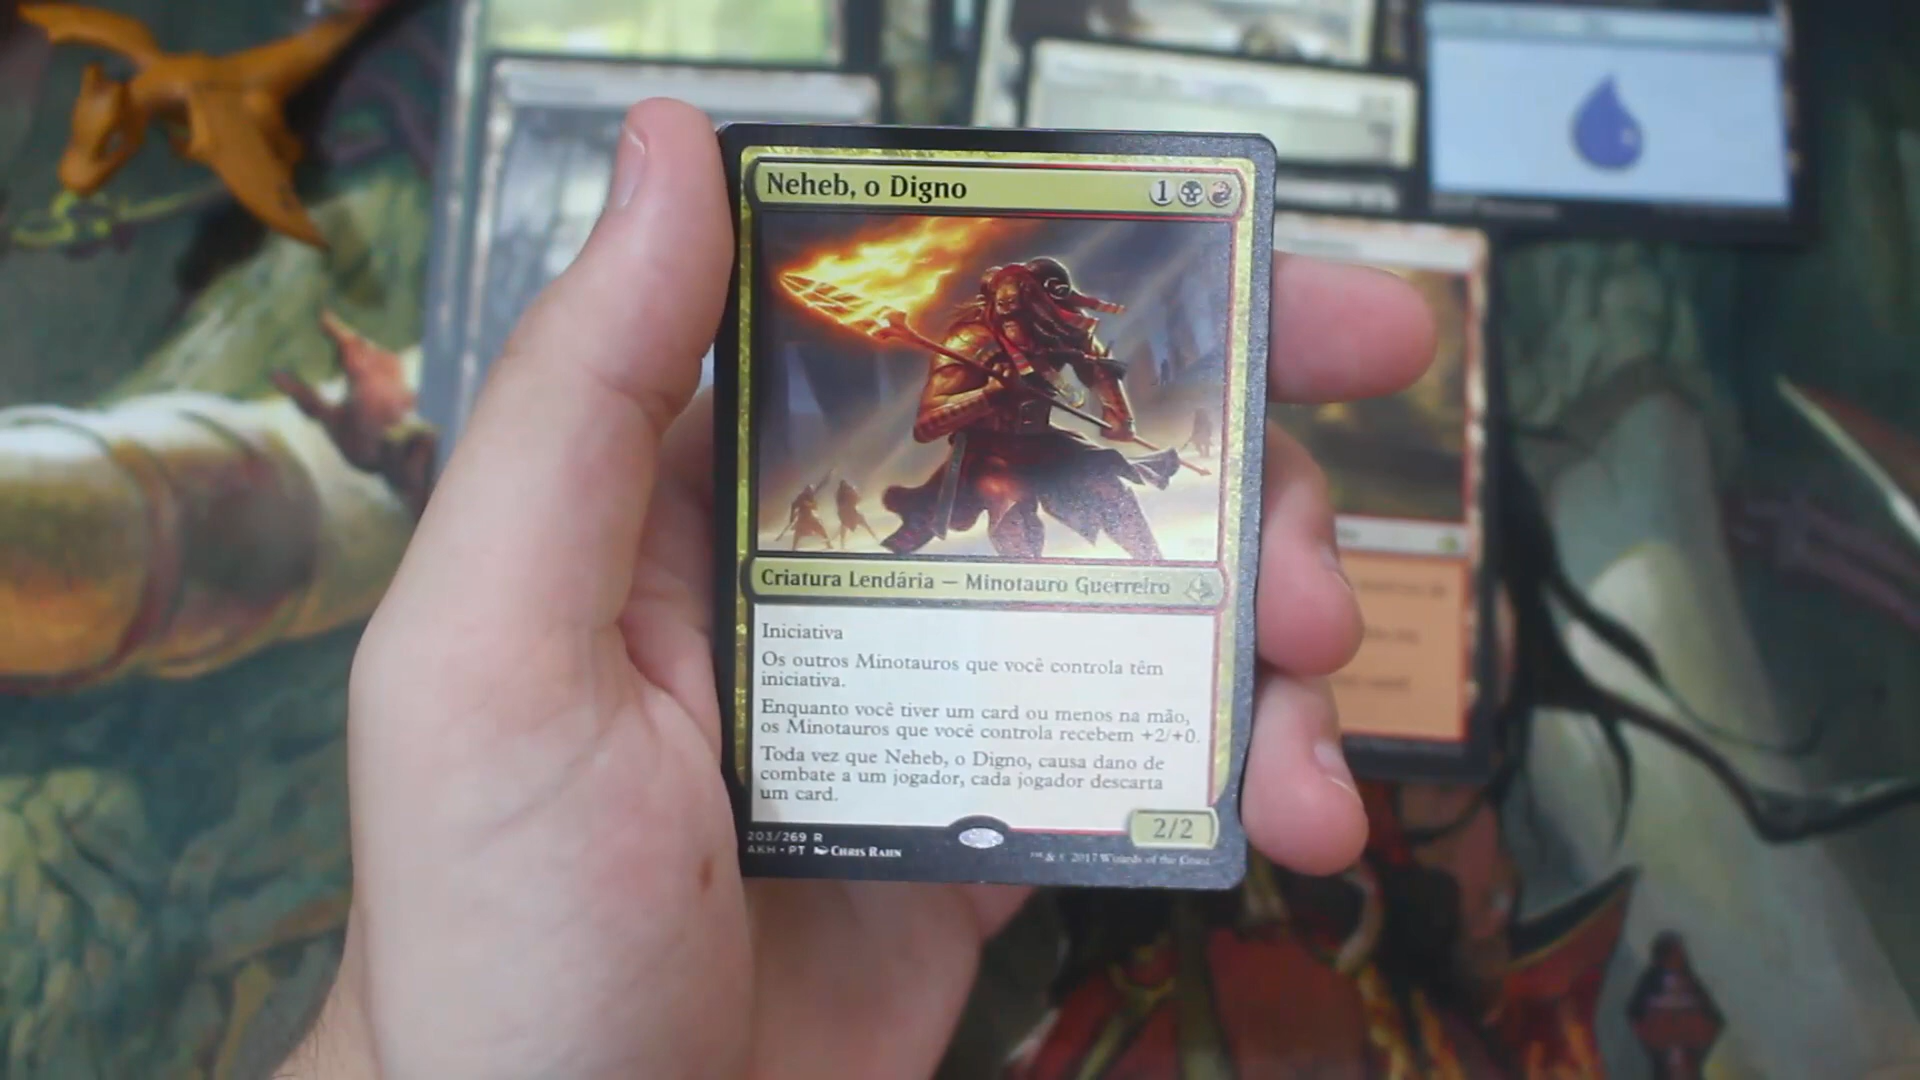 Neheb, o Digno
1
Criatura Lendária — Minotauro Guerreiro
Iniciativa
Os outros Minotauros que você controla têm
iniciativa.
Enquanto você tiver um card ou menos na mão,
os Minotauros que você controla recebem +2/+0.
Toda vez que Neheb, o Digno, causa dano de
combate a um jogador, cada jogador descarta
um card.
2/2
203/269 R
AKH • PT Chris Rahn
™ & © 2017 Wizards of the Coast